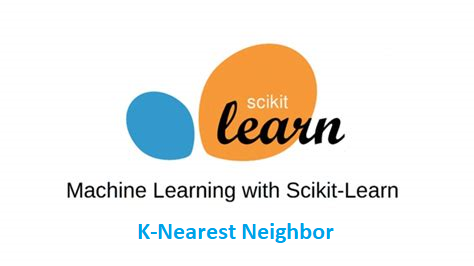 scikit
learn
Machine Learning with Scikit-Learn
K-Nearest Neighbor